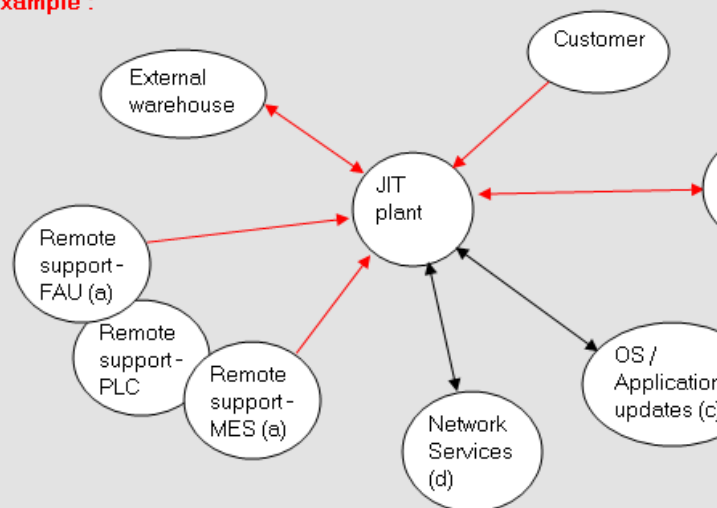 xample :
Customer
External
warehouse
JIT
plant
Remote
support-
FAU (a)
Remote
support-
PLC
Remote
support-
MES (a)
OS /
Application
updates (c)
Network
Services
(d)